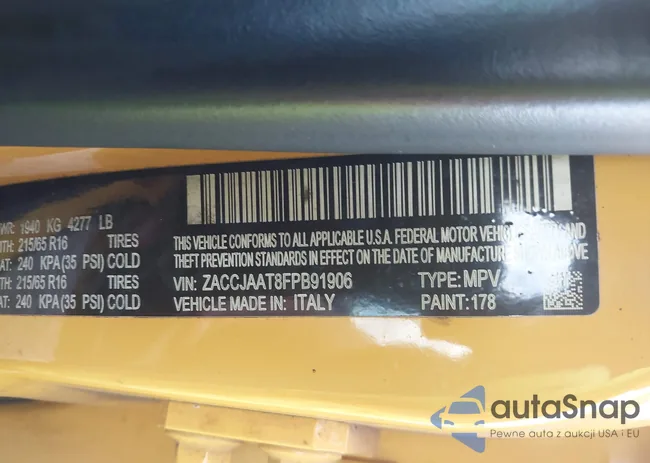 1940 KG 4277 LB
TH: 215/65 R16 TIRES
AT: 240 KPA(35 PSI) COLD
TH: 215/65 R16 TIRES
AT: 240 KPA(35 PSI) COLD
THIS VEHICLE CONFORMS TO ALL APPLICABLE U.S.A. FEDERAL MOTOR VEHICLE AND
THEFT PREVENTION STANDARDS IN EFFECT ON THE DATE OF MANUFACTURE
VIN: ZACCJAAT8FPB91906 TYPE: MPV
VEHICLE MADE IN: ITALY PAINT: 178
autaSnap
Pewne auta z aukcji USA i EU